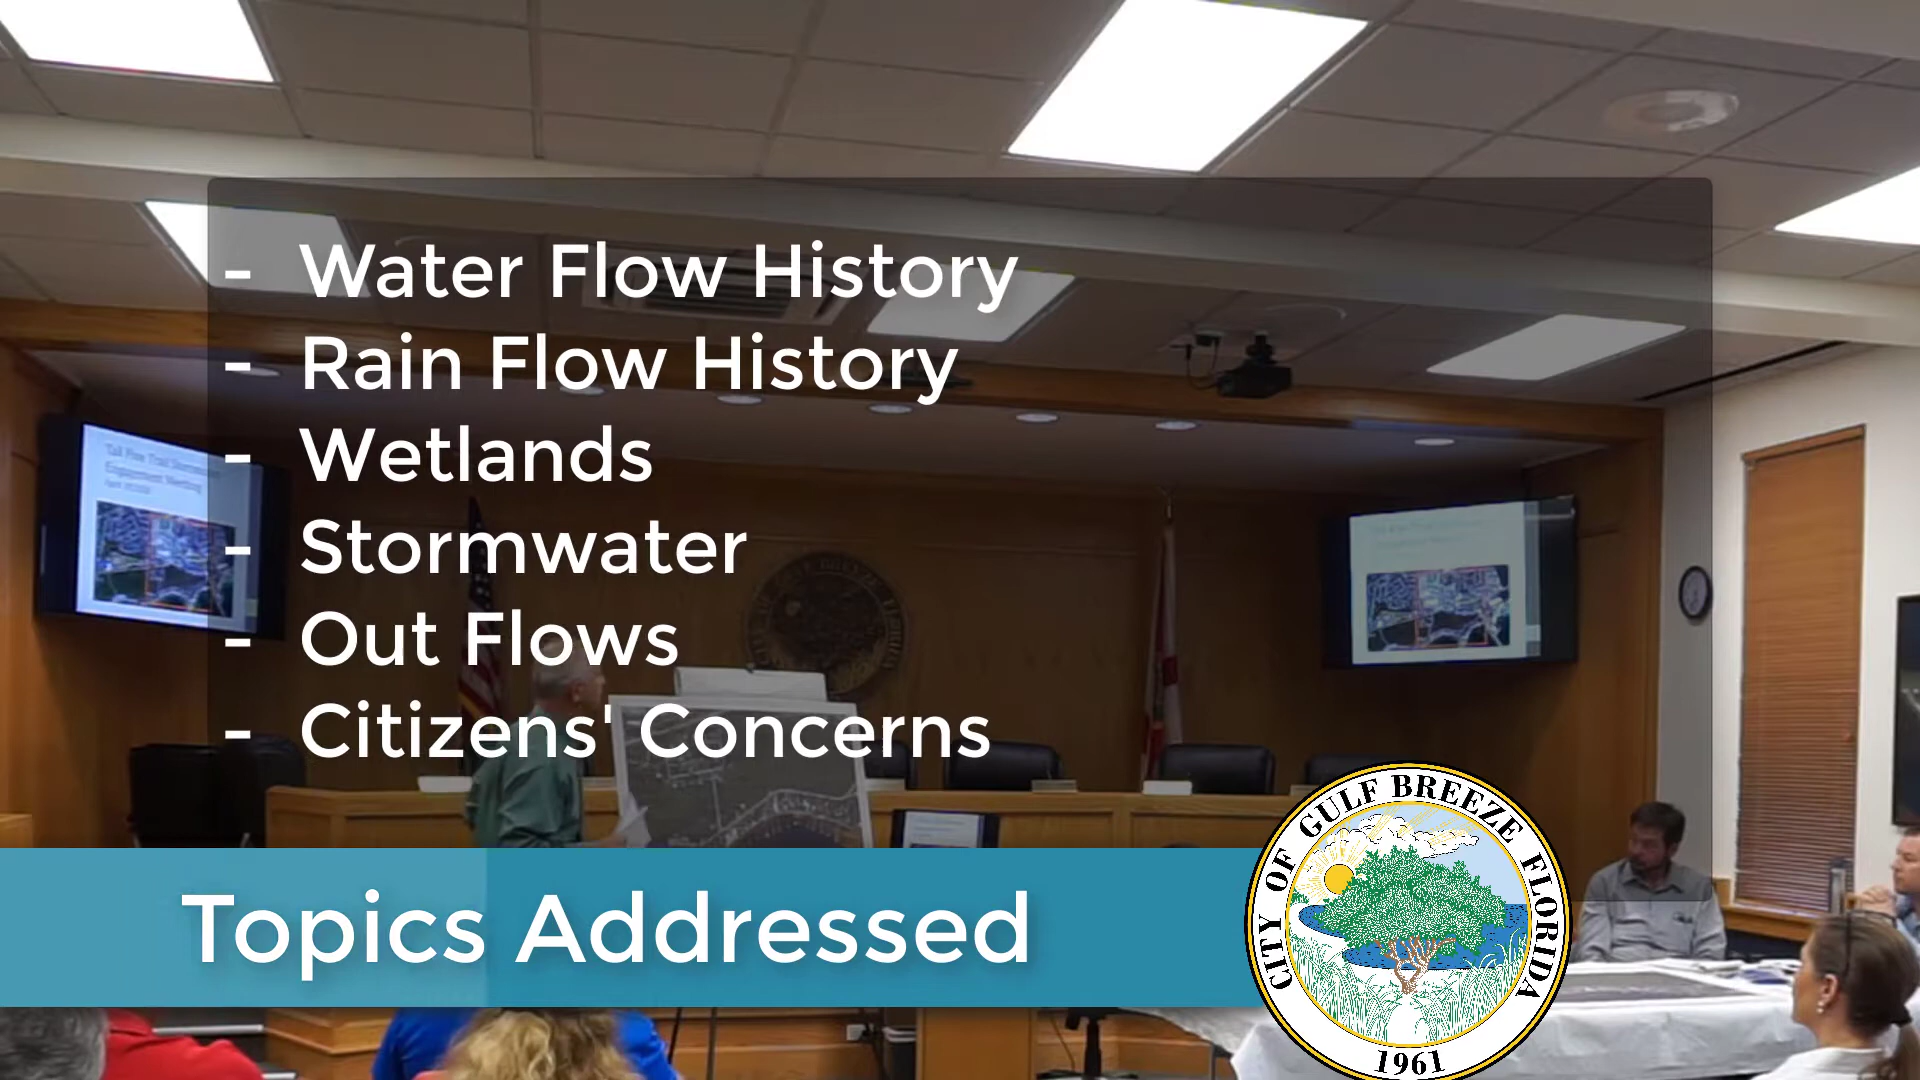 - Water Flow History
- Rain Flow History
- Wetlands
- Stormwater
- Out Flows
- Citizens' Concerns
Topics Addressed
CITY OF GULF BREEZE FLORIDA
1961